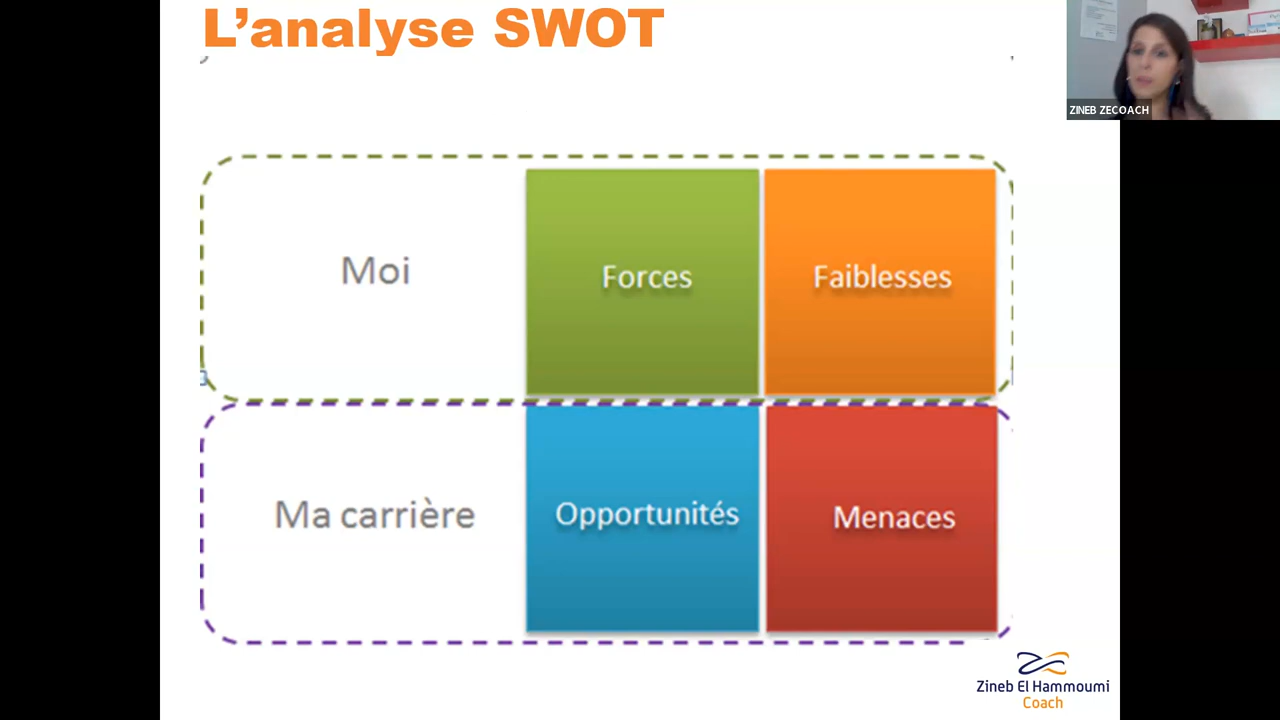 L'analyse SWOT
ZINEB ZECOACH
Moi
Forces
Faiblesses
Ma carrière
Opportunités
Menaces
Zineb El Hammoumi
Coach